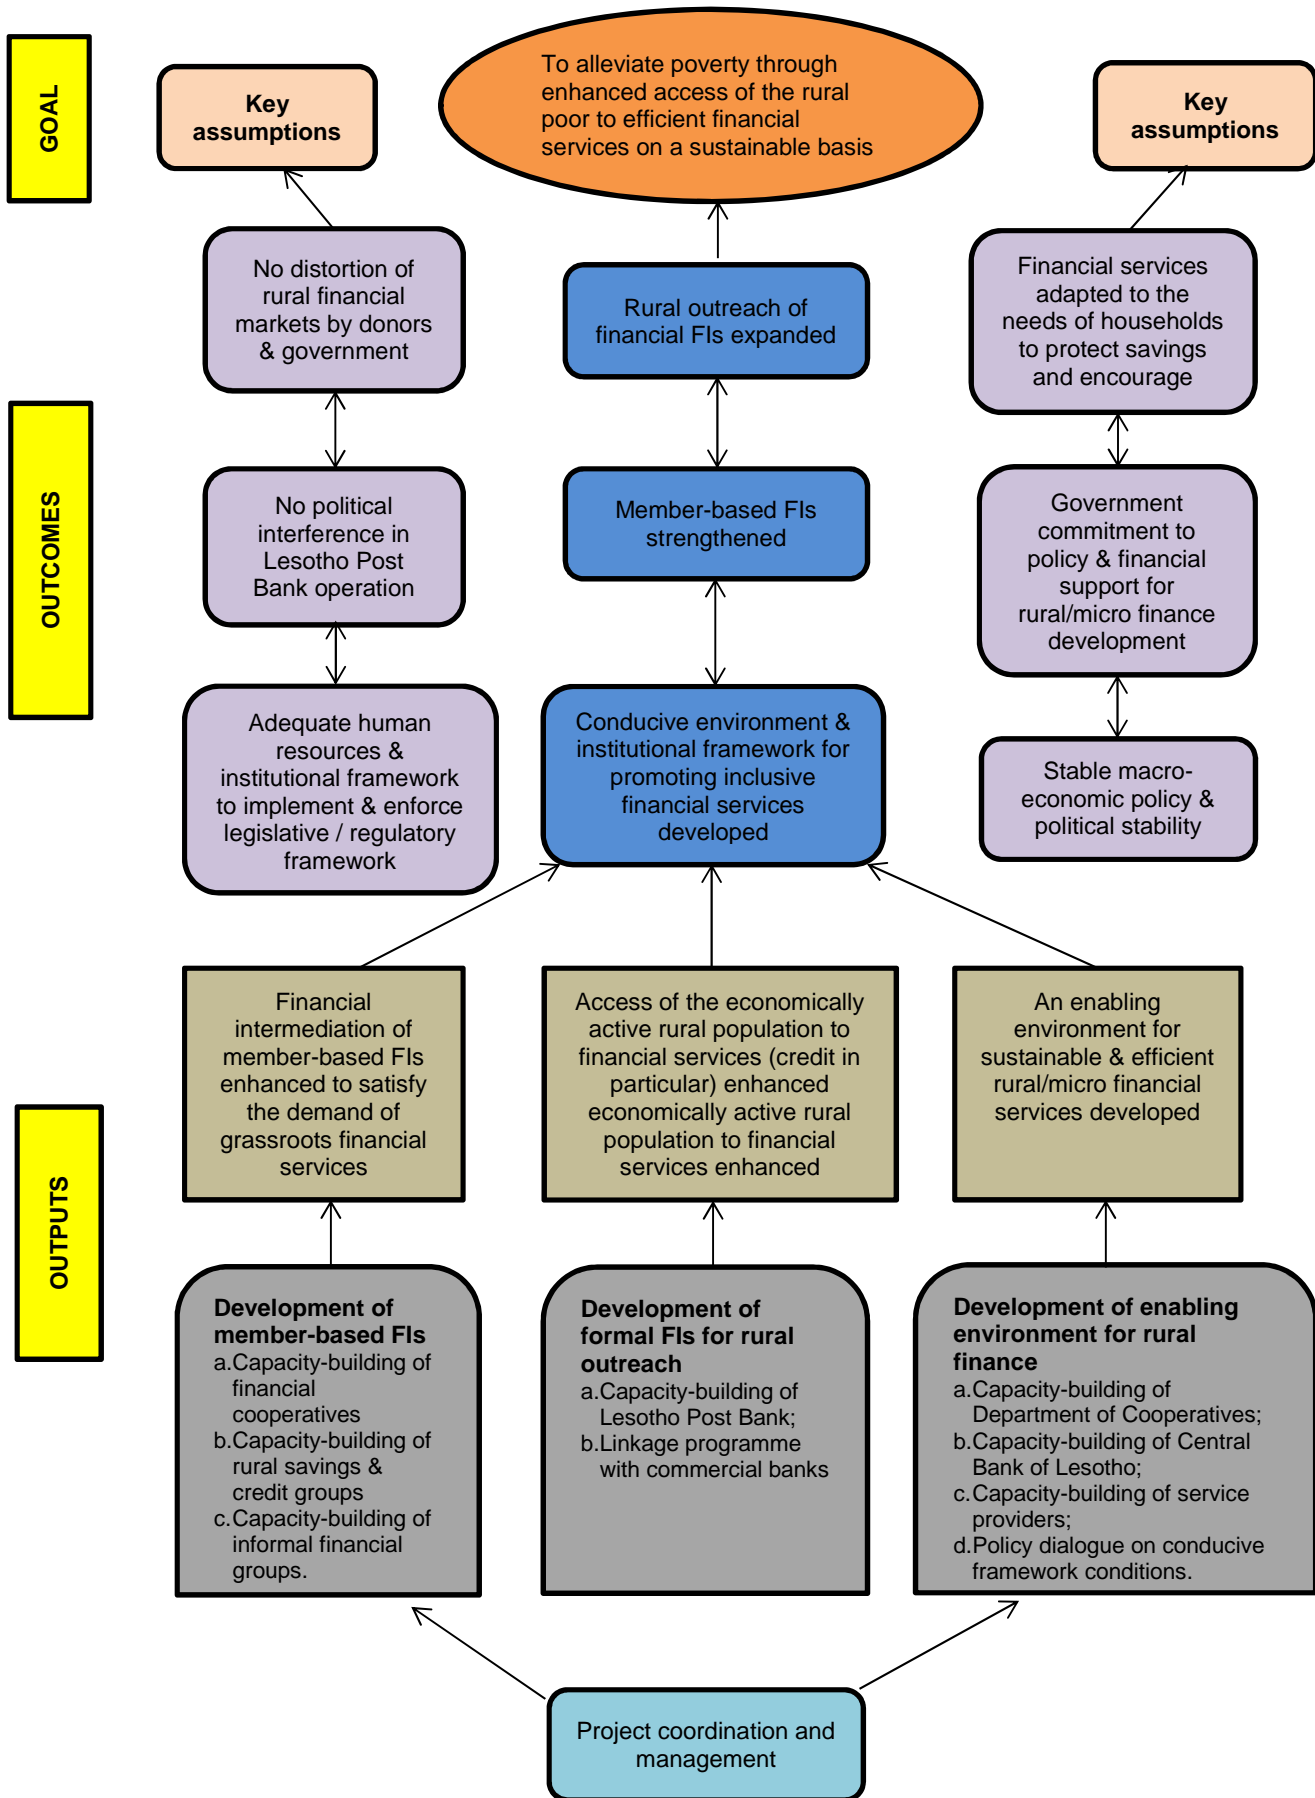 GOAL
Key
assumptions
To alleviate poverty through
enhanced access of the rural
poor to efficient financial
services on a sustainable basis
Key
assumptions
No distortion of
rural financial
markets by donors
& government
Rural outreach of
financial FIs expanded
Financial services
adapted to the
needs of households
to protect savings
and encourage
OUTCOMES
No political
interference in
Lesotho Post
Bank operation
Member-based FIs
strengthened
Government
commitment to
policy & financial
support for
rural/micro finance
development
Adequate human
resources &
institutional framework
to implement & enforce
legislative / regulatory
framework
Conducive environment &
institutional framework for
promoting inclusive
financial services
developed
Stable macro-
economic policy &
political stability
Financial
intermediation of
member-based FIs
enhanced to satisfy
the demand of
grassroots financial
services
Access of the economically
active rural population to
financial services (credit in
particular) enhanced
economically active rural
population to financial
services enhanced
An enabling
environment for
sustainable & efficient
rural/micro financial
services developed
OUTPUTS
Development of
member-based FIs
a.Capacity-building of
financial
cooperatives
b.Capacity-building of
rural savings &
credit groups
c.Capacity-building of
informal financial
groups.
Development of
formal FIs for rural
outreach
a.Capacity-building of
Lesotho Post Bank;
b.Linkage programme
with commercial banks
Development of enabling
environment for rural
finance
a.Capacity-building of
Department of Cooperatives;
b.Capacity-building of Central
Bank of Lesotho;
c.Capacity-building of service
providers;
d.Policy dialogue on conducive
framework conditions.
Project coordination and
management